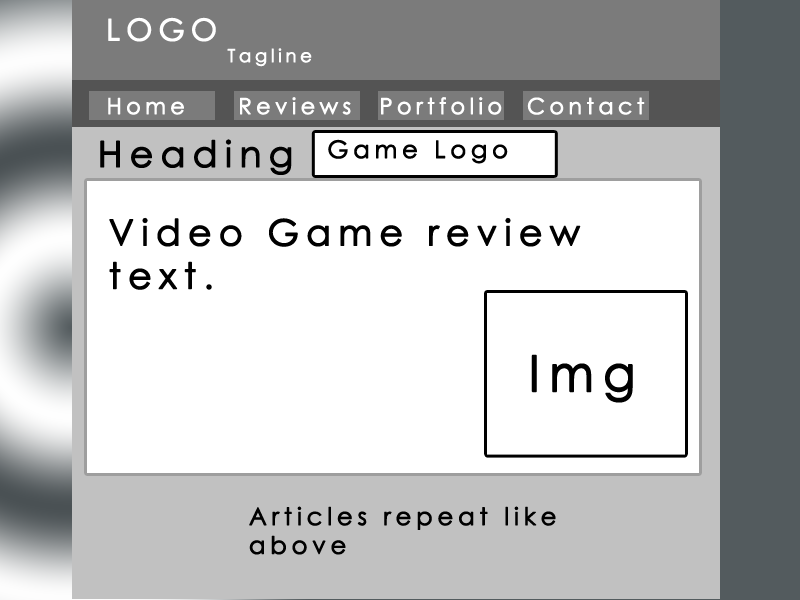 LOGO
Tagline
Home Reviews Portfolio Contact
Heading Game Logo
Video Game review
text.
Img
Articles repeat like
above